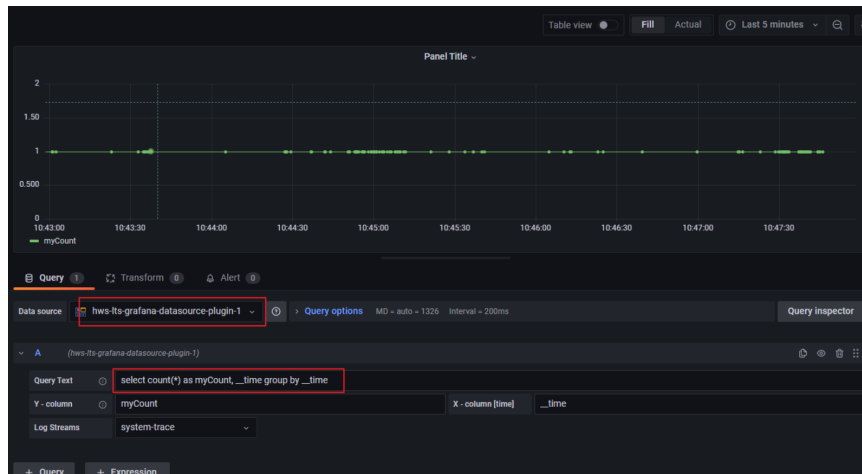 Table view Fill Actual Last 5 minutes
Panel Title
2
1.50
1
0.500
0
10:43:00 10:43:30 10:44:00 10:44:30 10:45:00 10:45:30 10:46:00 10:46:30 10:47:00 10:47:30
myCount
Query 1 Transform 0 Alert 0
Data source hws-lts-grafana-datasource-plugin-1 > Query options MD = auto = 1326 Interval = 200ms Query inspector
A (hws-lts-grafana-datasource-plugin-1)
Query Text select count(*) as myCount, __time group by __time
Y - column myCount X - column [time] __time
Log Streams system-trace
+ Query + Expression